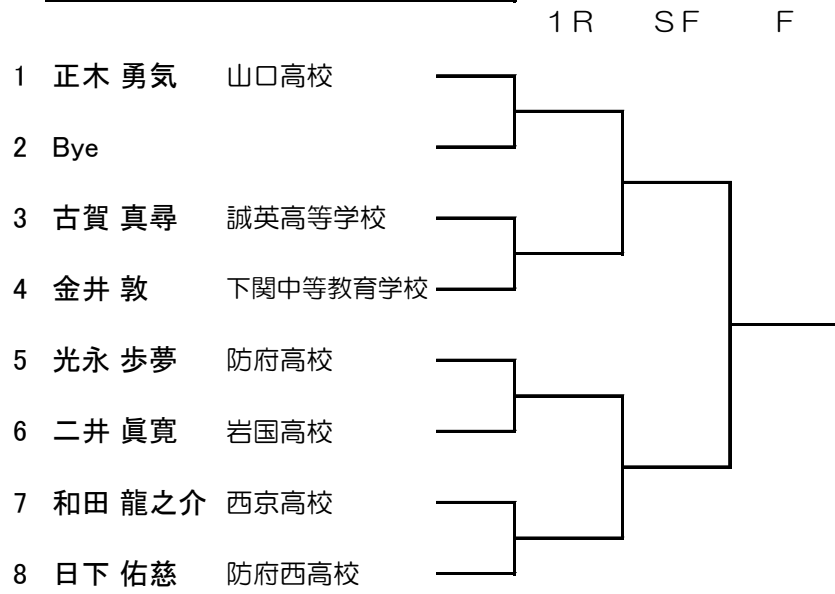 １Ｒ ＳＦ Ｆ
1 正木 勇気 山口高校
2 Bye
3 古賀 真尋 誠英高等学校
4 金井 敦 下関中等教育学校
5 光永 歩夢 防府高校
6 二井 眞寛 岩国高校
7 和田 龍之介 西京高校
8 日下 佑慈 防府西高校